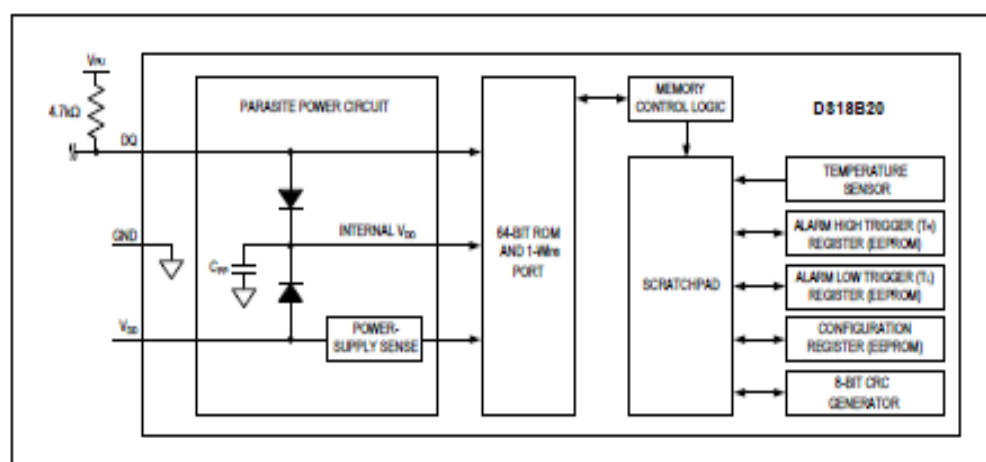 VPU
4.7kΩ
DQ
GND
VDD
PARASITE POWER CIRCUIT
INTERNAL VDD
CPP
POWER-
SUPPLY SENSE
64-BIT ROM
AND 1-Wire
PORT
MEMORY
CONTROL LOGIC
SCRATCHPAD
DS18B20
TEMPERATURE
SENSOR
ALARM HIGH TRIGGER (TH)
REGISTER (EEPROM)
ALARM LOW TRIGGER (TL)
REGISTER (EEPROM)
CONFIGURATION
REGISTER (EEPROM)
8-BIT CRC
GENERATOR